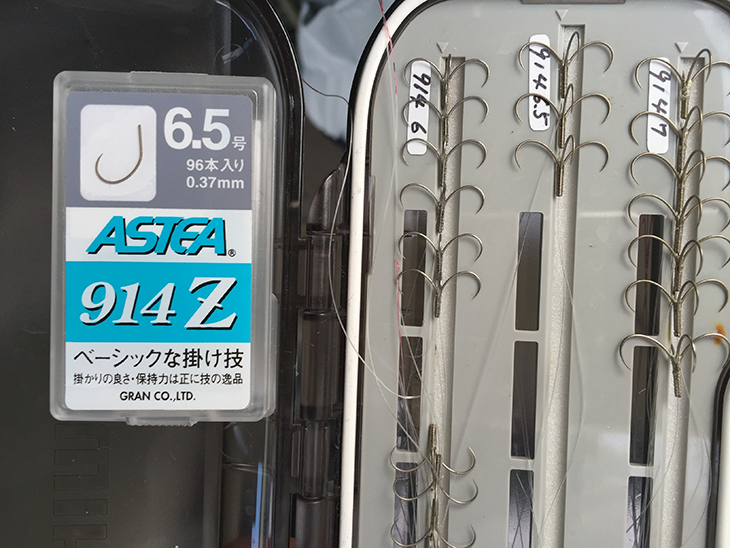 6.5号
96本入り
0.37mm
ASTEA®
914 Z
ベーシックな掛け技
掛かりの良さ・保持力は正に技の逸品
GRAN CO.,LTD.
914 6
914 6.5
914 7